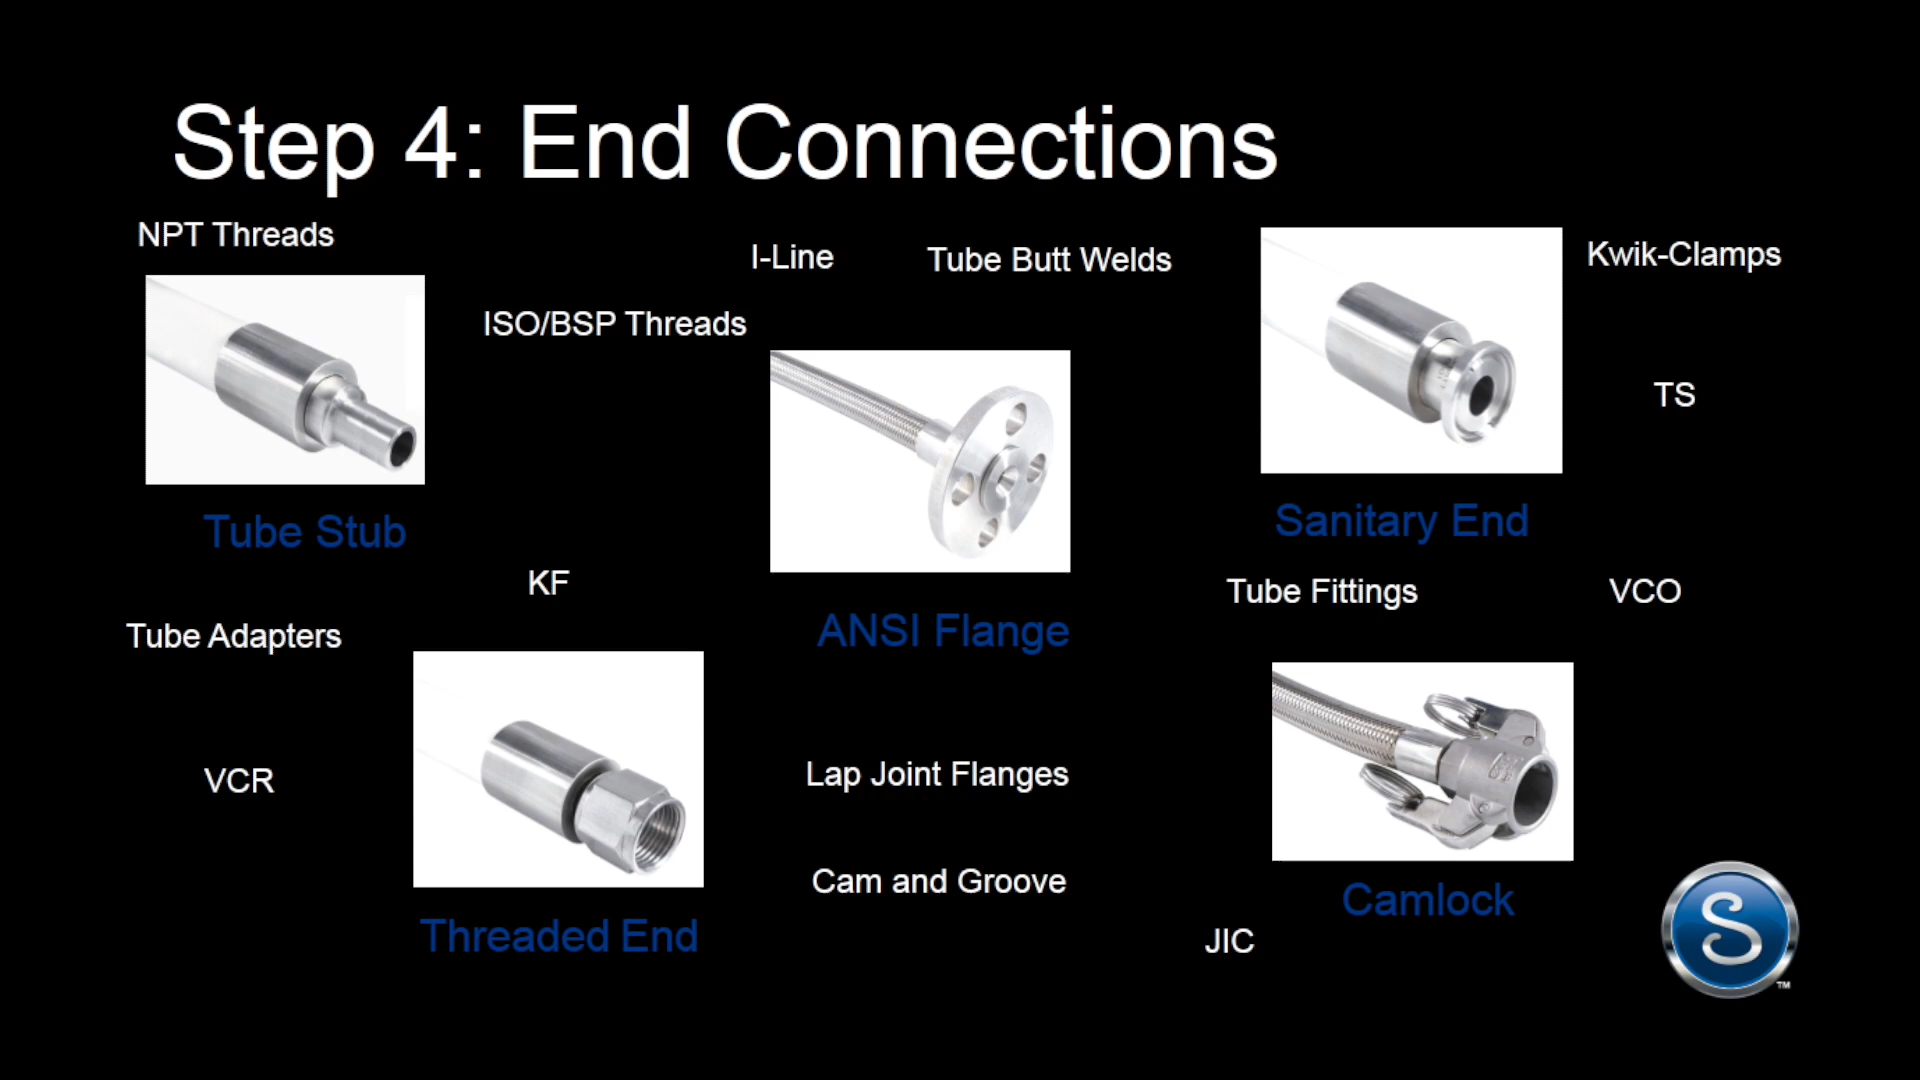 Step 4: End Connections
NPT Threads
I-Line
Tube Butt Welds
Kwik-Clamps
ISO/BSP Threads
TS
Tube Stub
Sanitary End
KF
Tube Fittings
VCO
Tube Adapters
ANSI Flange
VCR
Lap Joint Flanges
Cam and Groove
Camlock
Threaded End
JIC
S
TM